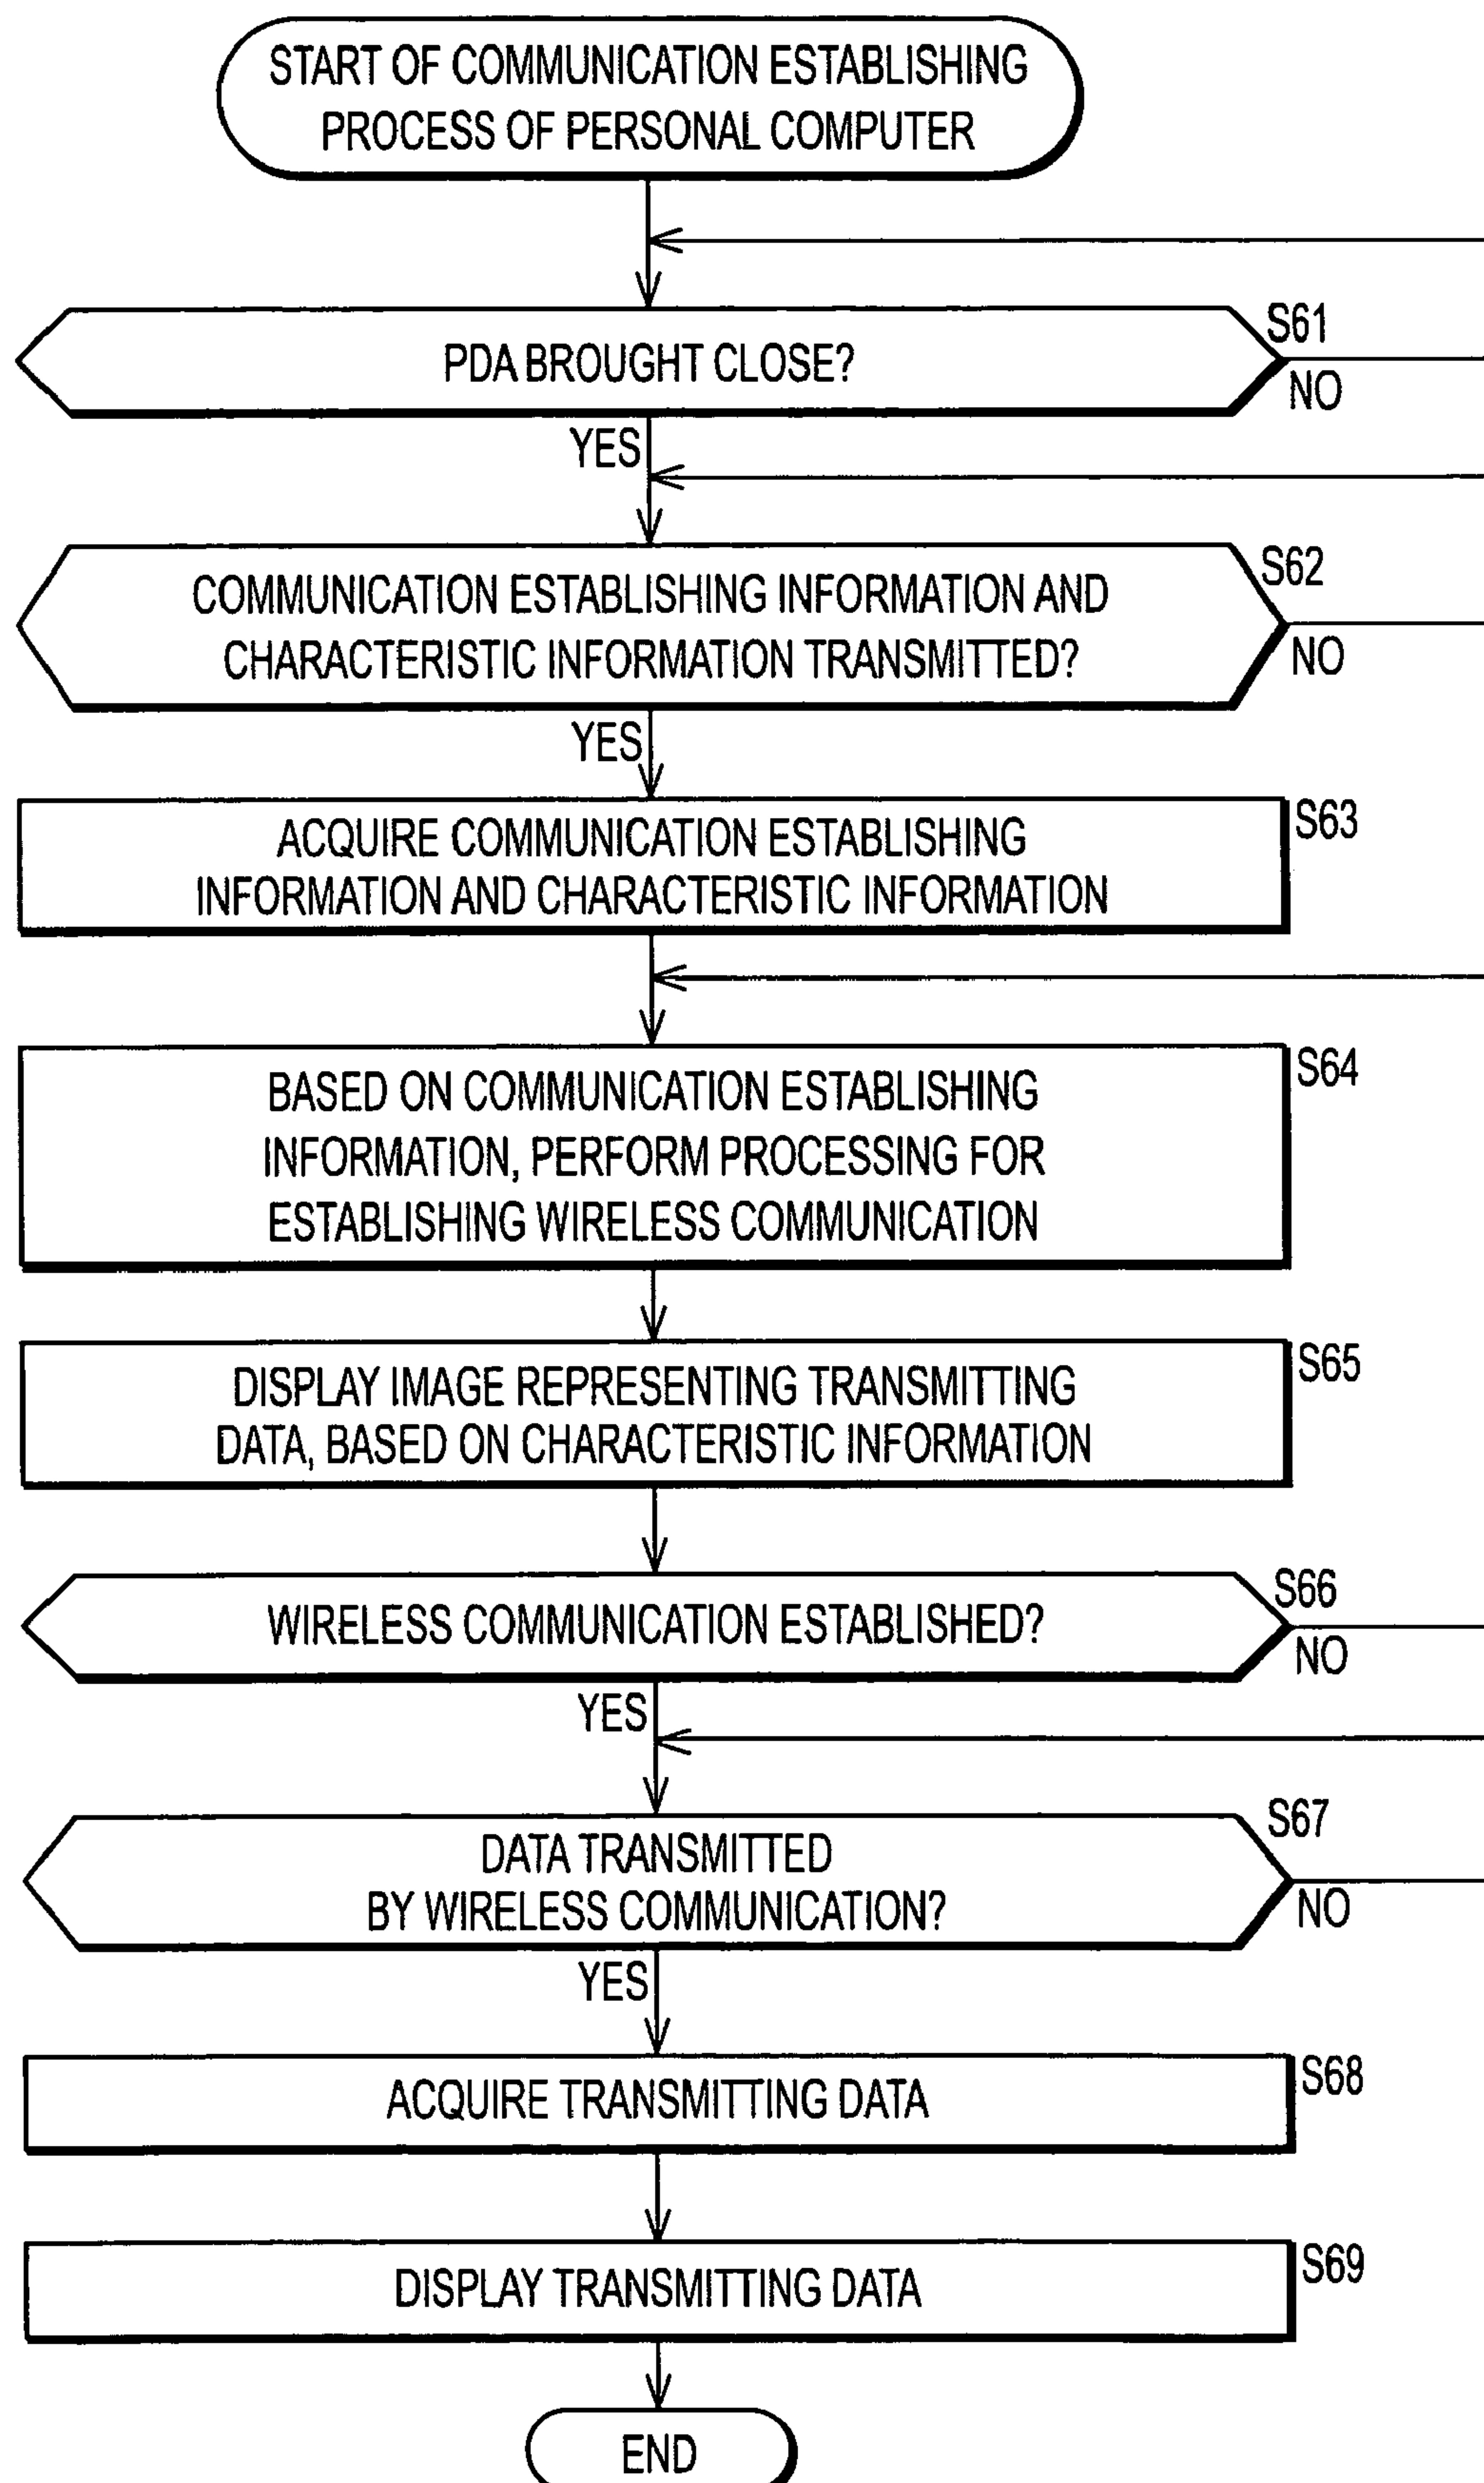 START OF COMMUNICATION ESTABLISHING
PROCESS OF PERSONAL COMPUTER
S61
PDA BROUGHT CLOSE?
NO
YES
S62
COMMUNICATION ESTABLISHING INFORMATION AND
CHARACTERISTIC INFORMATION TRANSMITTED?
NO
YES
S63
ACQUIRE COMMUNICATION ESTABLISHING
INFORMATION AND CHARACTERISTIC INFORMATION
S64
BASED ON COMMUNICATION ESTABLISHING
INFORMATION, PERFORM PROCESSING FOR
ESTABLISHING WIRELESS COMMUNICATION
S65
DISPLAY IMAGE REPRESENTING TRANSMITTING
DATA, BASED ON CHARACTERISTIC INFORMATION
S66
WIRELESS COMMUNICATION ESTABLISHED?
NO
YES
S67
DATA TRANSMITTED
BY WIRELESS COMMUNICATION?
NO
YES
S68
ACQUIRE TRANSMITTING DATA
S69
DISPLAY TRANSMITTING DATA
END